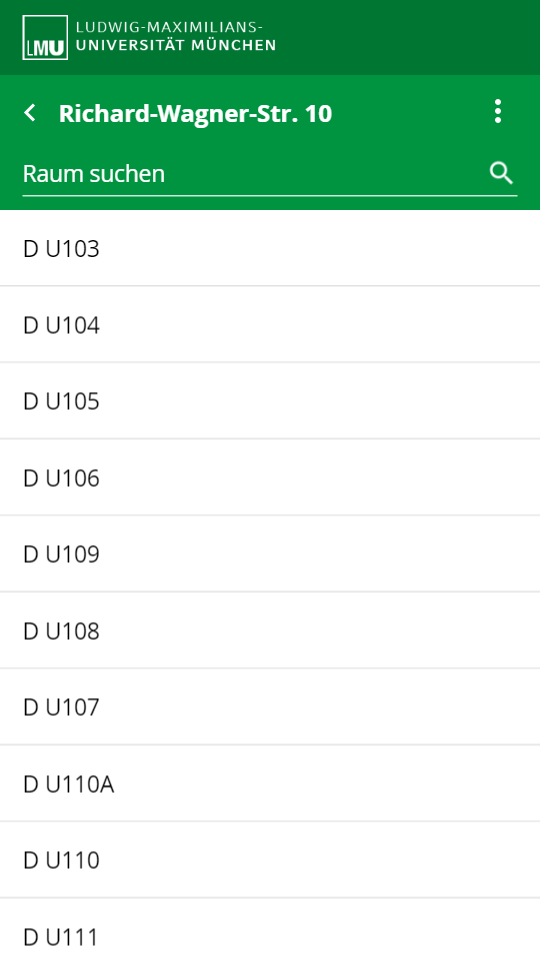 LMU
LUDWIG-MAXIMILIANS-
UNIVERSITÄT MÜNCHEN
Richard-Wagner-Str. 10
Raum suchen
D U103
D U104
D U105
D U106
D U109
D U108
D U107
D U110A
D U110
D U111